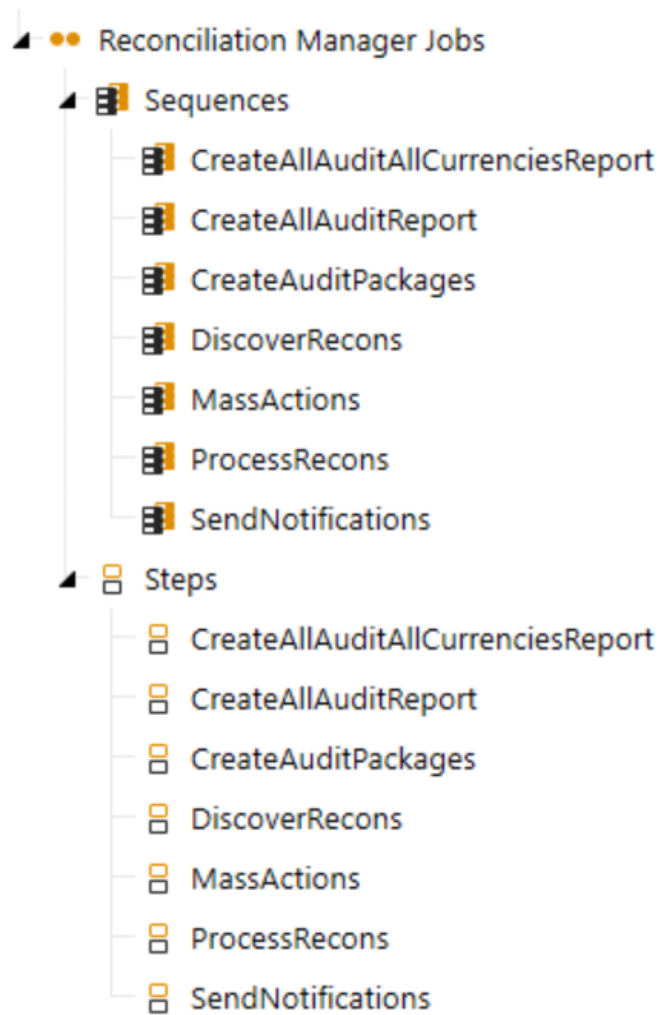 Reconciliation Manager Jobs
Sequences
CreateAllAuditAllCurrenciesReport
CreateAllAuditReport
CreateAuditPackages
DiscoverRecons
MassActions
ProcessRecons
SendNotifications
Steps
CreateAllAuditAllCurrenciesReport
CreateAllAuditReport
CreateAuditPackages
DiscoverRecons
MassActions
ProcessRecons
SendNotifications